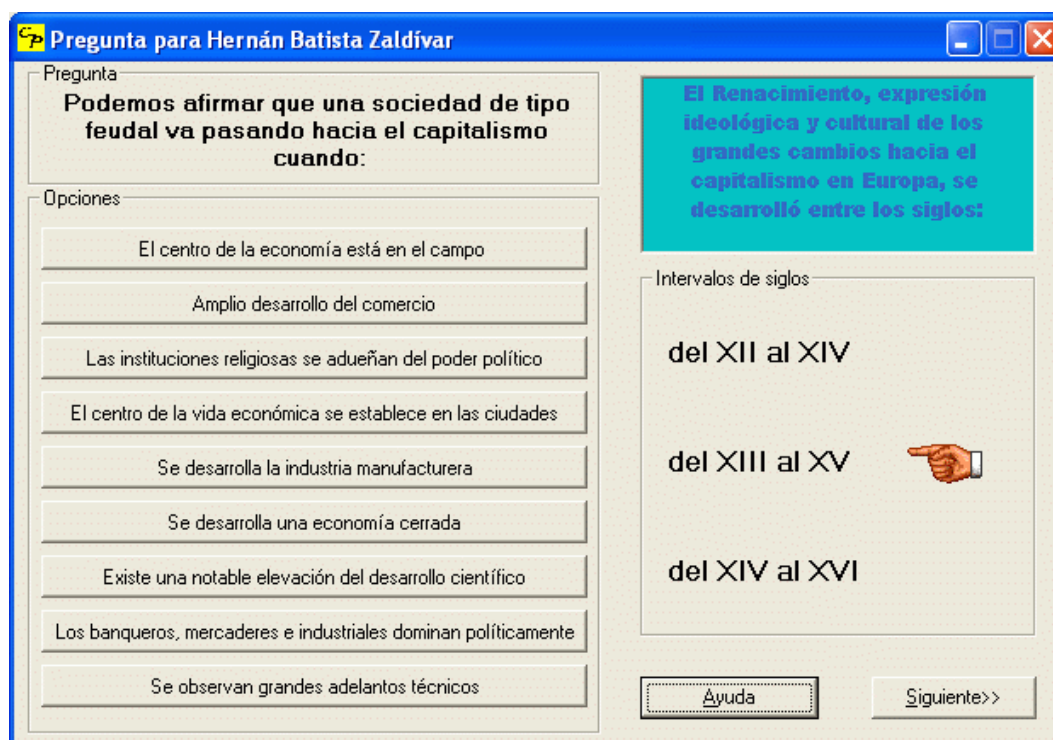 Pregunta para Hernán Batista Zaldívar
Pregunta
Podemos afirmar que una sociedad de tipo
feudal va pasando hacia el capitalismo
cuando:
Opciones
El centro de la economía está en el campo
Amplio desarrollo del comercio
Las instituciones religiosas se adueñan del poder político
El centro de la vida económica se establece en las ciudades
Se desarrolla la industria manufacturera
Se desarrolla una economía cerrada
Existe una notable elevación del desarrollo científico
Los banqueros, mercaderes e industriales dominan políticamente
Se observan grandes adelantos técnicos
El Renacimiento, expresión
ideológica y cultural de los
grandes cambios hacia el
capitalismo en Europa, se
desarrolló entre los siglos:
Intervalos de siglos
del XII al XIV
del XIII al XV
del XIV al XVI
Ayuda
Siguiente>>